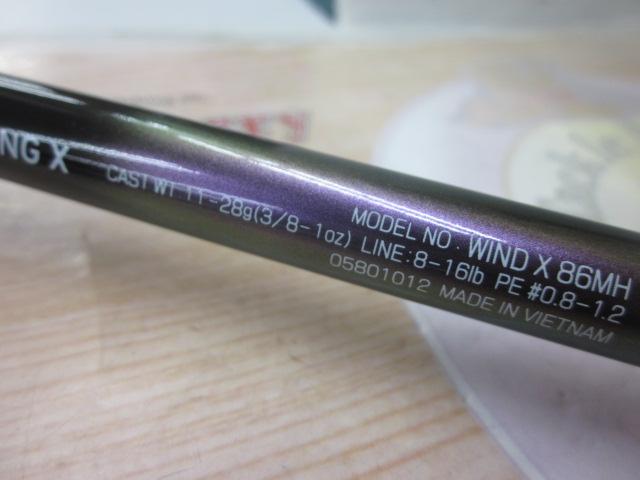 NG X
MODEL NO. WIND X 86MH
CAST WT 11-28g(3/8-1oz) LINE:8-16lb PE #0.8-1.2
05801012 MADE IN VIETNAM